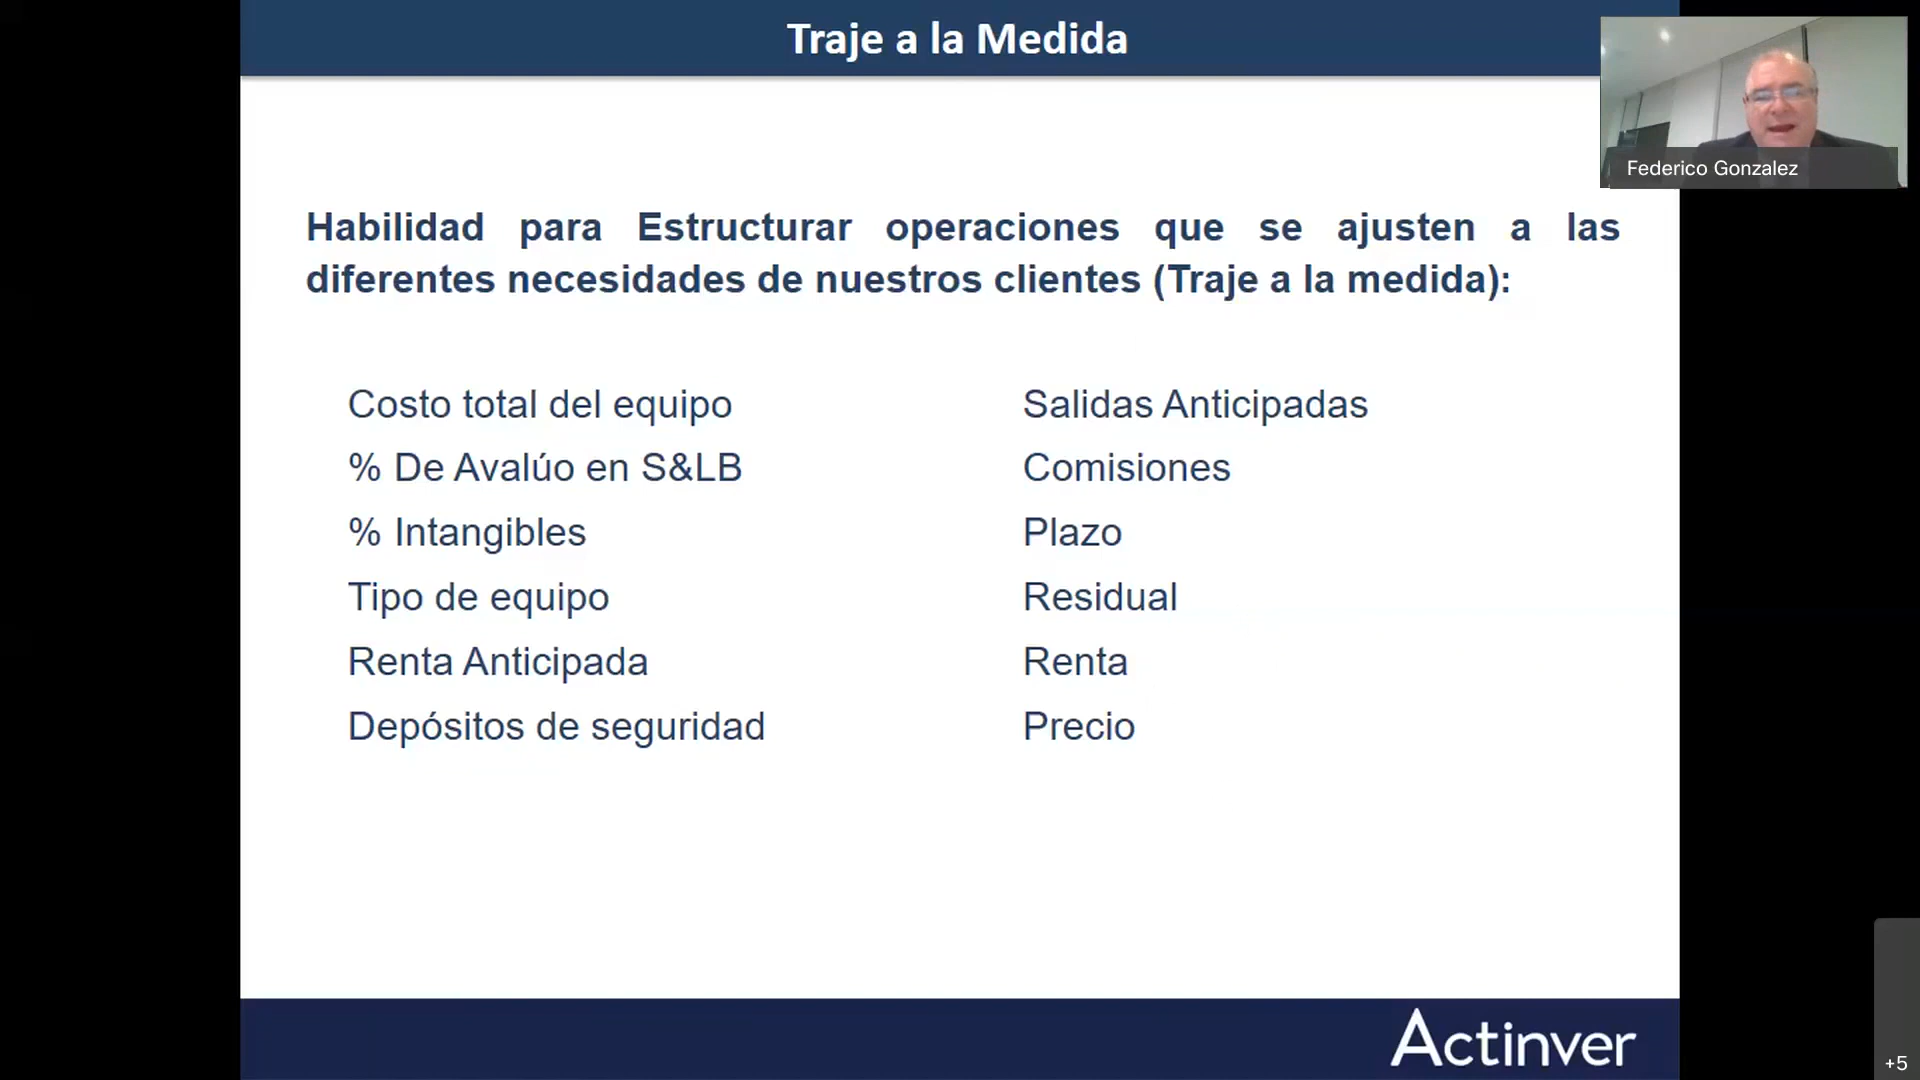 Traje a la Medida
Federico Gonzalez
Habilidad para Estructurar operaciones que se ajusten a las
diferentes necesidades de nuestros clientes (Traje a la medida):
Costo total del equipo
% De Avalúo en S&LB
% Intangibles
Tipo de equipo
Renta Anticipada
Depósitos de seguridad
Salidas Anticipadas
Comisiones
Plazo
Residual
Renta
Precio
Actinver
+5